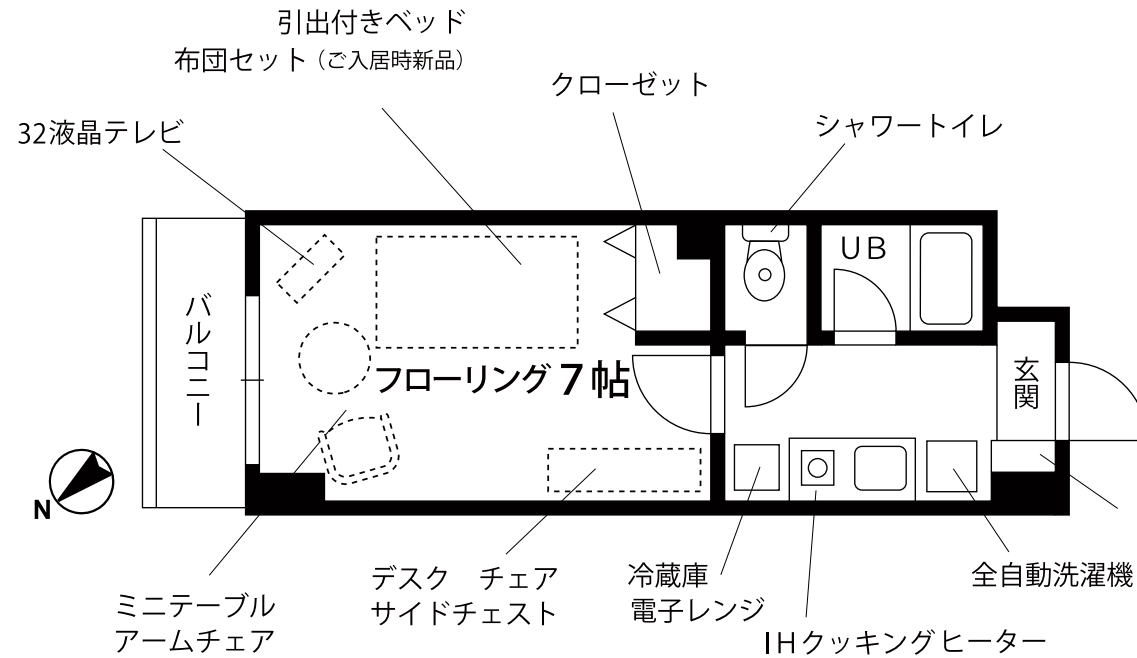 引出付きベッド
布団セット（ご入居時新品）
クローゼット
シャワートイレ
32液晶テレビ
UB
バルコニー
フローリング 7 帖
玄関
N
デスク　チェア
サイドチェスト
冷蔵庫
電子レンジ
全自動洗濯機
ミニテーブル
アームチェア
IHクッキングヒーター